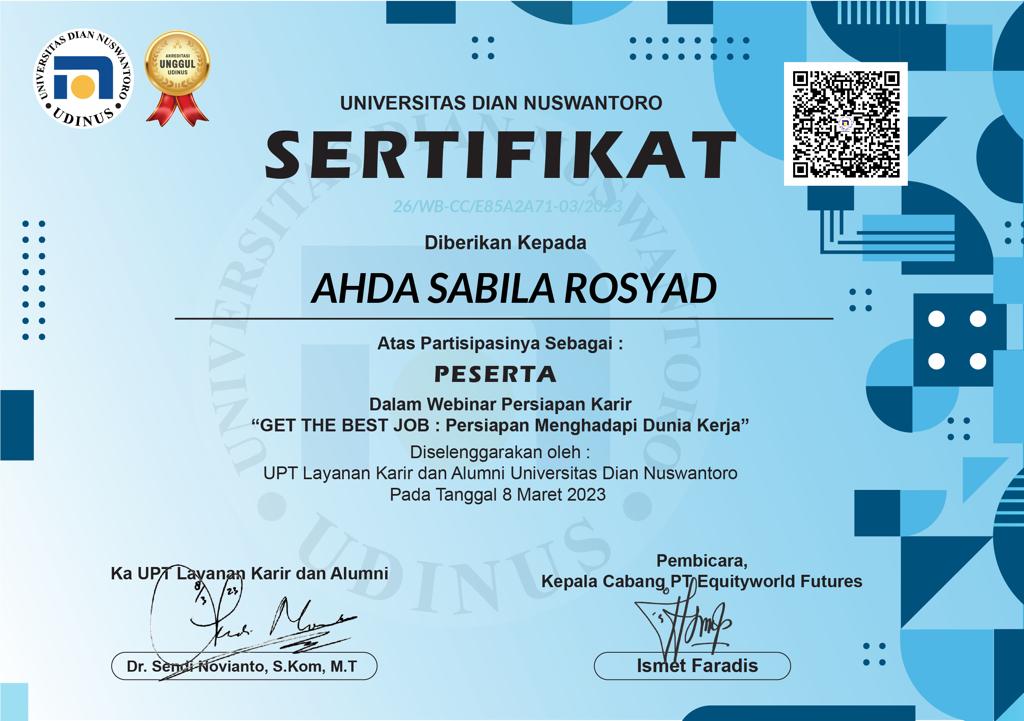 UNIVERSITAS DIAN NUSWANTORO
UDINUS
AKREDITASI
UNGGUL
UDINUS
UNIVERSITAS DIAN NUSWANTORO
SERTIFIKAT
26/WB-CC/E85A2A71-03/2023
Diberikan Kepada
AHDA SABILA ROSYAD
Atas Partisipasinya Sebagai :
PESERTA
Dalam Webinar Persiapan Karir
“GET THE BEST JOB : Persiapan Menghadapi Dunia Kerja”
Diselenggarakan oleh :
UPT Layanan Karir dan Alumni Universitas Dian Nuswantoro
Pada Tanggal 8 Maret 2023
UNIVERSITAS DIAN NUSWANTORO
UDINUS
Ka UPT Layanan Karir dan Alumni
8/3 23
Dr. Sendi Novianto, S.Kom, M.T
Pembicara,
Kepala Cabang PT Equityworld Futures
Ismet Faradis